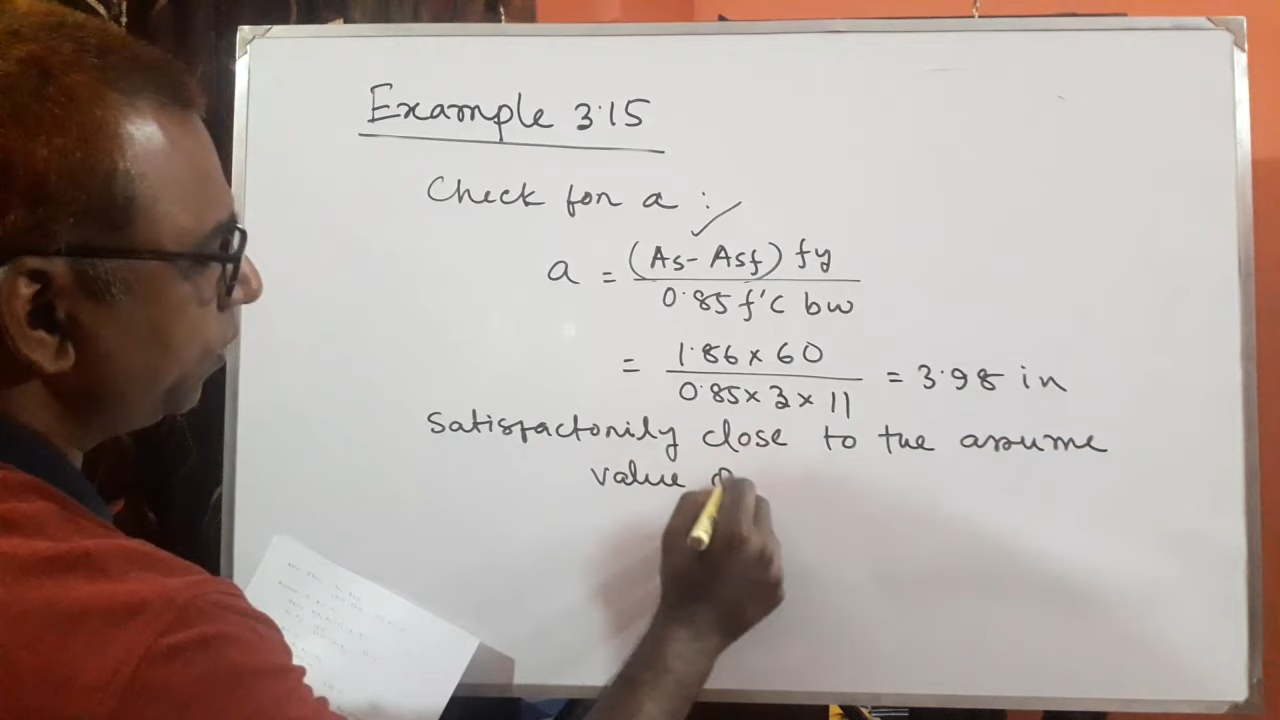 Example 3.15
Check for a :
a = (As - Asf) fy
0.85 f'c bw
= 1.86 x 60
0.85 x 3 x 11
= 3.98 in
Satisfactorily close to the assume
value